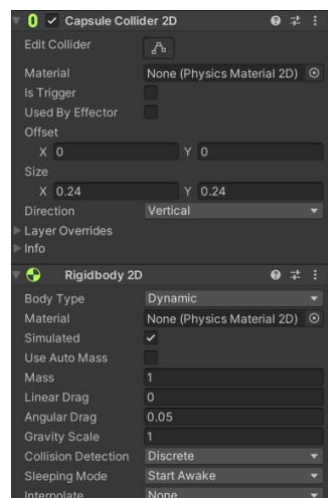 Capsule Collider 2D
Edit Collider
Material None (Physics Material 2D)
Is Trigger
Used By Effector
Offset
X 0 Y 0
Size
X 0.24 Y 0.24
Direction Vertical
Layer Overrides
Info
Rigidbody 2D
Body Type Dynamic
Material None (Physics Material 2D)
Simulated
Use Auto Mass
Mass 1
Linear Drag 0
Angular Drag 0.05
Gravity Scale 1
Collision Detection Discrete
Sleeping Mode Start Awake
Interpolate None